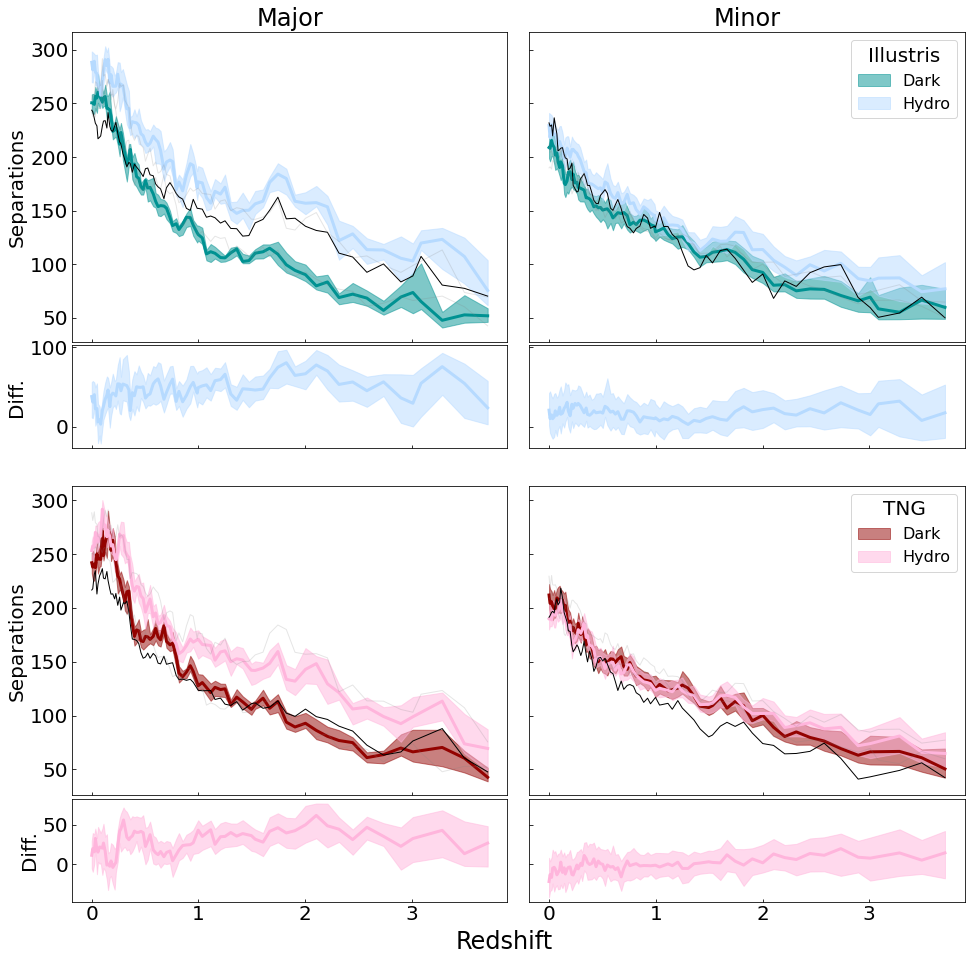 Major Minor
300
250
200
150
100
50
Separations
Illustris
Dark
Hydro
100
0
Diff.
300
250
200
150
100
50
Separations
TNG
Dark
Hydro
50
0
Diff.
0 1 2 3 0 1 2 3
Redshift